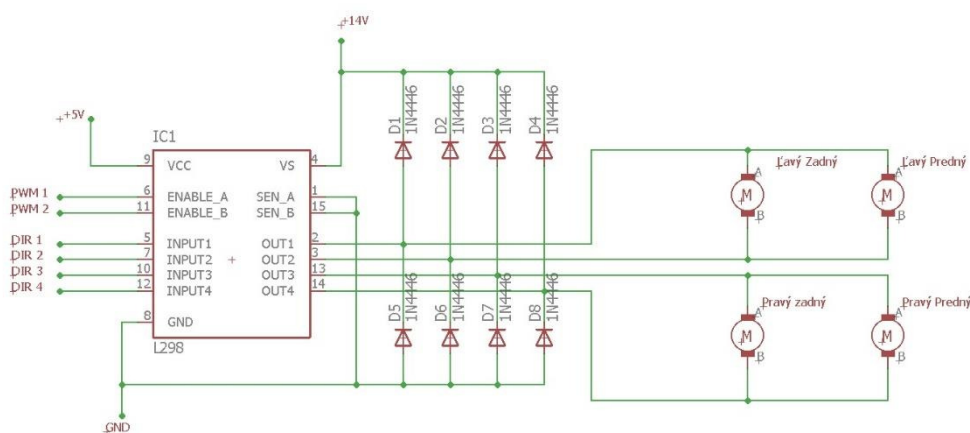 +14V
+5V
IC1
D1
1N4446
D2
1N4446
D3
1N4446
D4
1N4446
9 VCC VS 4
PWM 1 6 ENABLE_A SEN_A 1
PWM 2 11 ENABLE_B SEN_B 15
DIR 1 5 INPUT1 OUT1 2
DIR 2 7 INPUT2 OUT2 3
DIR 3 10 INPUT3 OUT3 13
DIR 4 12 INPUT4 OUT4 14
8 GND
L298
D5
1N4446
D6
1N4446
D7
1N4446
D8
1N4446
GND
Ľavý Zadný
A
M
B
Ľavý Predný
A
M
B
Pravý zadný
A
M
B
Pravý Predný
A
M
B